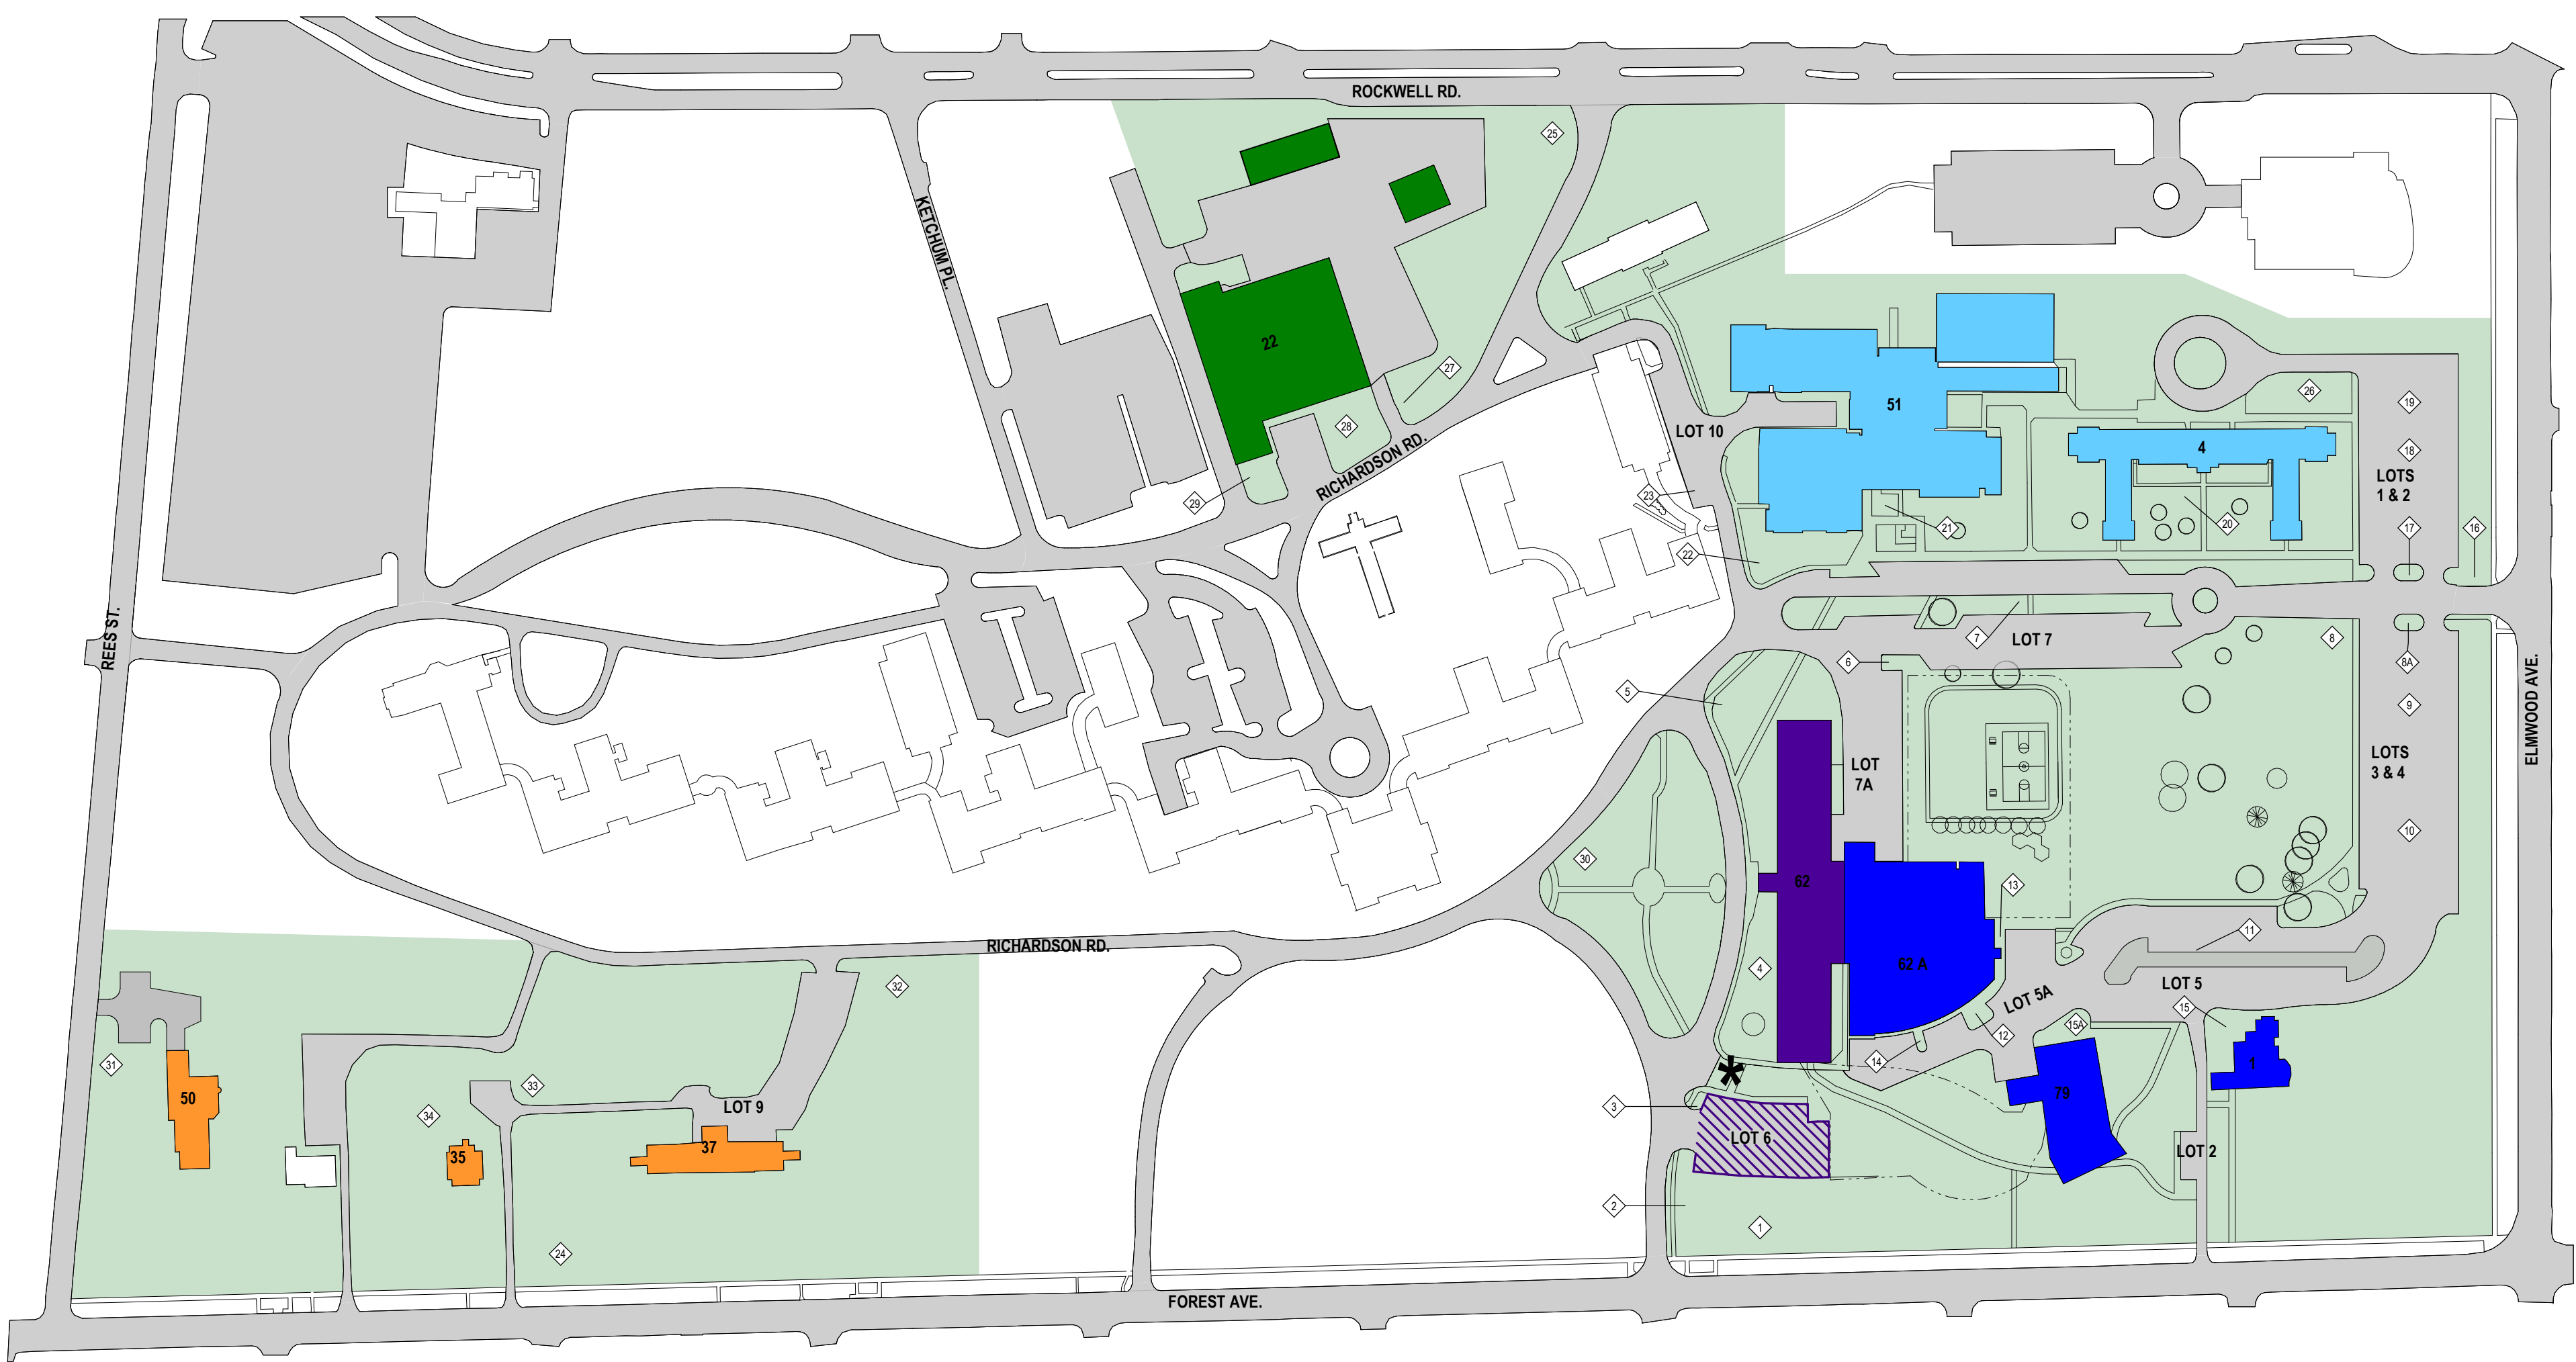 ROCKWELL RD.
25
KETCHUM PL.
22
27
28
29
RICHARDSON RD.
LOT 10
51
4
26
19
18
LOTS
1 & 2
23
21
20
17
16
22
7
LOT 7
8
8A
6
5
9
REES ST.
ELMWOOD AVE.
LOT
7A
LOTS
3 & 4
10
30
62
13
11
RICHARDSON RD.
32
4
62 A
LOT 5A
LOT 5
15
15A
12
14
31
50
33
34
LOT 9
37
35
*
3
LOT 6
79
1
LOT 2
2
1
24
FOREST AVE.